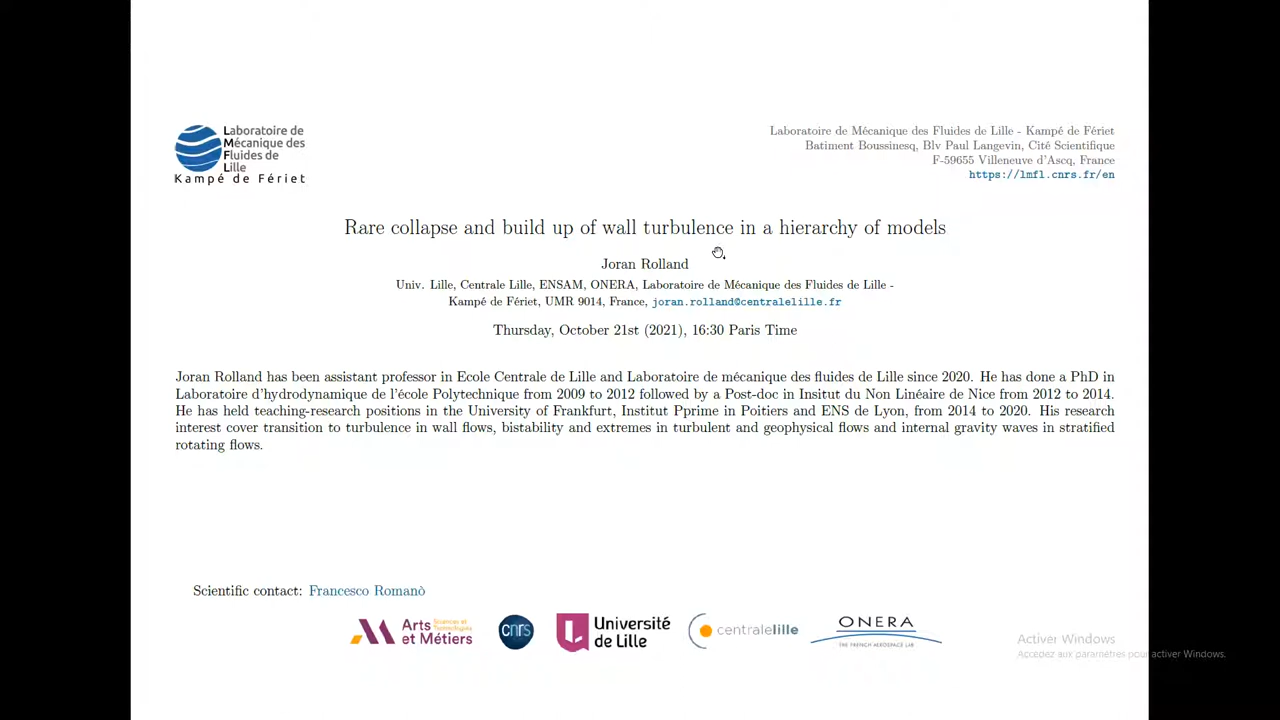 Laboratoire de
Mécanique des
Fluides de
Lille
Kampé de Fériet
Laboratoire de Mécanique des Fluides de Lille - Kampé de Fériet
Batiment Boussinesq, Blv Paul Langevin, Cité Scientifique
F-59655 Villeneuve d'Ascq, France
https://lmfl.cnrs.fr/en
Rare collapse and build up of wall turbulence in a hierarchy of models
Joran Rolland
Univ. Lille, Centrale Lille, ENSAM, ONERA, Laboratoire de Mécanique des Fluides de Lille -
Kampé de Fériet, UMR 9014, France, joran.rolland@centralelille.fr
Thursday, October 21st (2021), 16:30 Paris Time
Joran Rolland has been assistant professor in Ecole Centrale de Lille and Laboratoire de mécanique des fluides de Lille since 2020. He has done a PhD in
Laboratoire d'hydrodynamique de l'école Polytechnique from 2009 to 2012 followed by a Post-doc in Insitut du Non Linéaire de Nice from 2012 to 2014.
He has held teaching-research positions in the University of Frankfurt, Institut Pprime in Poitiers and ENS de Lyon, from 2014 to 2020. His research
interest cover transition to turbulence in wall flows, bistability and extremes in turbulent and geophysical flows and internal gravity waves in stratified
rotating flows.
Scientific contact: Francesco Romanò
Arts Sciences et Technologies
et Métiers
cnrs
Université
de Lille
centralelille
ONERA
THE FRENCH AEROSPACE LAB
Activer Windows
Accédez aux paramètres pour activer Windows.